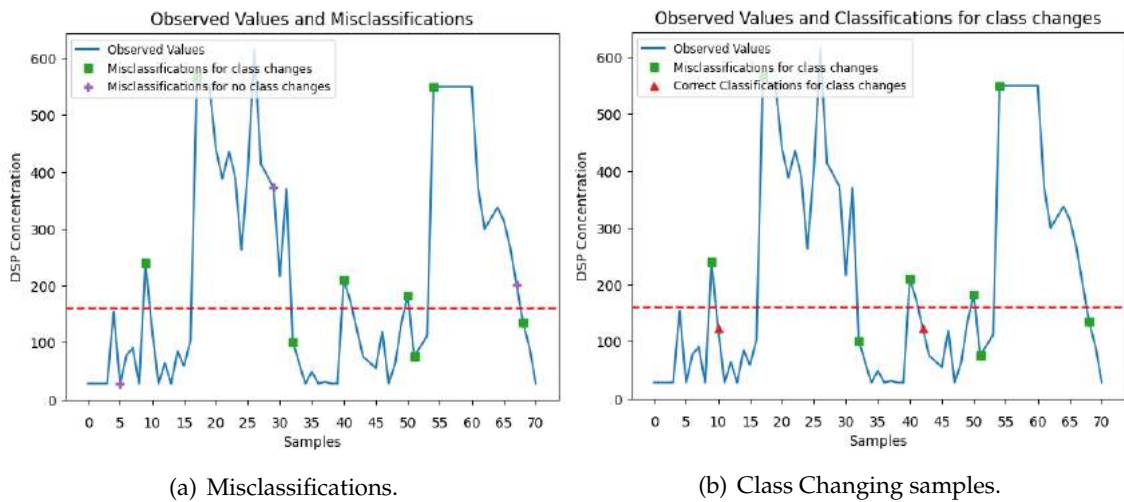 Observed Values and Misclassifications
Observed Values
Misclassifications for class changes
Misclassifications for no class changes
DSP Concentration
600
500
400
300
200
100
0
0 5 10 15 20 25 30 35 40 45 50 55 60 65 70
Samples
(a) Misclassifications.
Observed Values and Classifications for class changes
Observed Values
Misclassifications for class changes
Correct Classifications for class changes
DSP Concentration
600
500
400
300
200
100
0
0 5 10 15 20 25 30 35 40 45 50 55 60 65 70
Samples
(b) Class Changing samples.